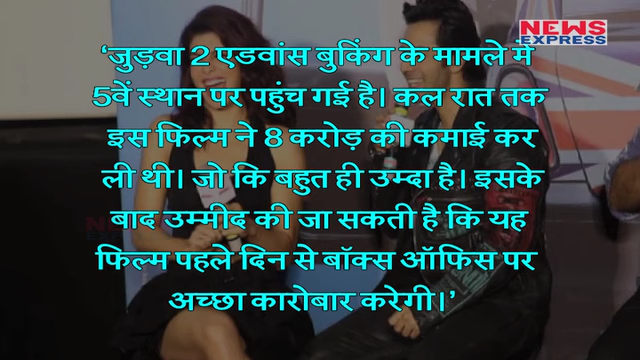 NEWS
EXPRESS
‘जुड़वा 2 एडवांस बुकिंग के मामले में
5वें स्थान पर पहुंच गई है। कल रात तक
इस फिल्म ने 8 करोड़ की कमाई कर
ली थी। जो कि बहुत ही उम्दा है। इसके
बाद उम्मीद की जा सकती है कि यह
फिल्म पहले दिन से बॉक्स ऑफिस पर
अच्छा कारोबार करेगी।’